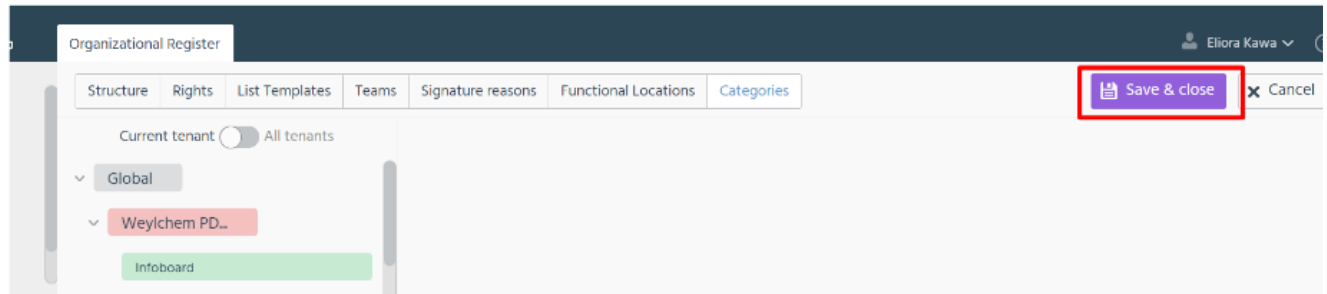 Organizational Register
Eliora Kawa
Structure Rights List Templates Teams Signature reasons Functional Locations Categories
Save & close
Cancel
Current tenant All tenants
Global
Weylchem PD...
Infoboard